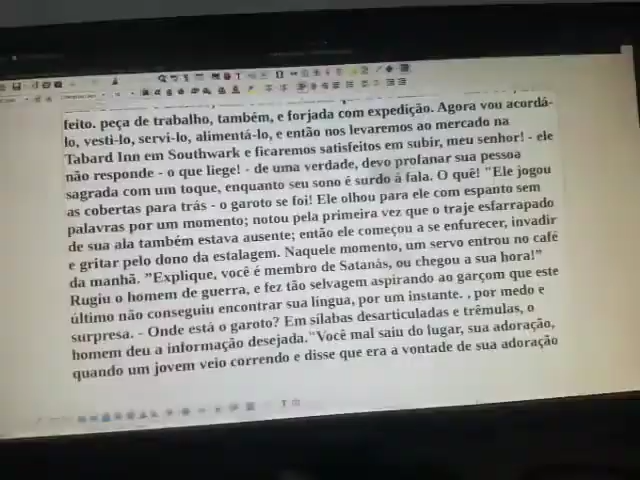 feito. peça de trabalho, também, e forjada com expedição. Agora vou acordá-
lo, vesti-lo, servi-lo, alimentá-lo, e então nos levaremos ao mercado na
Tabard Inn em Southwark e ficaremos satisfeitos em subir, meu senhor! - ele
não responde - o que liege! - de uma verdade, devo profanar sua pessoa
sagrada com um toque, enquanto seu sono é surdo à fala. O quê! "Ele jogou
as cobertas para trás - o garoto se foi! Ele olhou para ele com espanto sem
palavras por um momento; notou pela primeira vez que o traje esfarrapado
de sua ala também estava ausente; então ele começou a se enfurecer, invadir
e gritar pelo dono da estalagem. Naquele momento, um servo entrou no café
da manhã. "Explique, você é membro de Satanás, ou chegou a sua hora!"
Rugiu o homem de guerra, e fez tão selvagem aspirando ao garçom que este
último não conseguiu encontrar sua língua, por um instante. , por medo e
surpresa. - Onde está o garoto? Em sílabas desarticuladas e trêmulas, o
homem deu a informação desejada."Você mal saiu do lugar, sua adoração,
quando um jovem veio correndo e disse que era a vontade de sua adoração